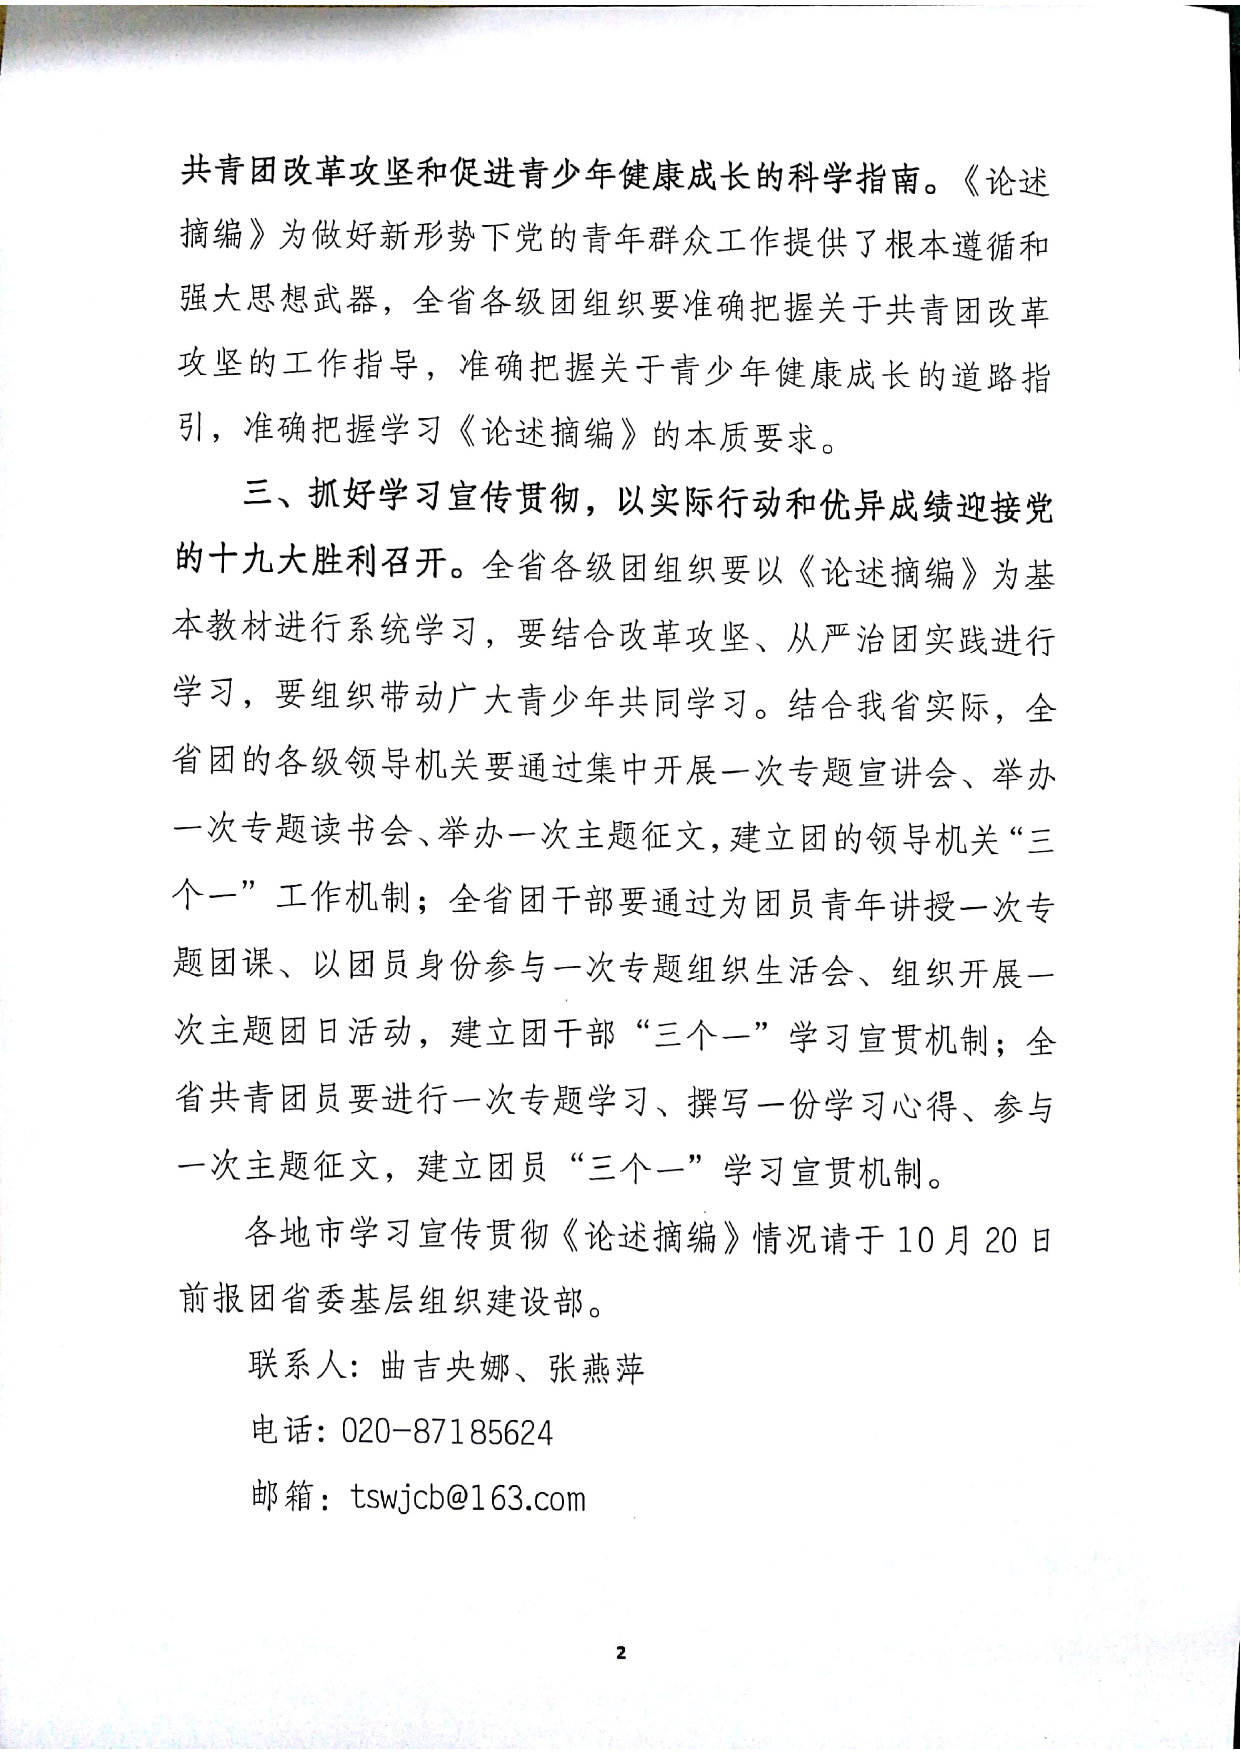 共青团改革攻坚和促进青少年健康成长的科学指南。《论述
摘编》为做好新形势下党的青年群众工作提供了根本遵循和
强大思想武器，全省各级团组织要准确把握关于共青团改革
攻坚的工作指导，准确把握关于青少年健康成长的道路指
引，准确把握学习《论述摘编》的本质要求。
三、抓好学习宣传贯彻，以实际行动和优异成绩迎接党
的十九大胜利召开。全省各级团组织要以《论述摘编》为基
本教材进行系统学习，要结合改革攻坚、从严治团实践进行
学习，要组织带动广大青少年共同学习。结合我省实际，全
省团的各级领导机关要通过集中开展一次专题宣讲会、举办
一次专题读书会、举办一次主题征文，建立团的领导机关“三
个一”工作机制；全省团干部要通过为团员青年讲授一次专
题团课、以团员身份参与一次专题组织生活会、组织开展一
次主题团日活动，建立团干部“三个一”学习宣贯机制；全
省共青团员要进行一次专题学习、撰写一份学习心得、参与
一次主题征文，建立团员“三个一”学习宣贯机制。
各地市学习宣传贯彻《论述摘编》情况请于 10 月 20 日
前报团省委基层组织建设部。
联系人：曲吉央娜、张燕萍
电话：020-87185624
邮箱：tswjcb@163.com
2